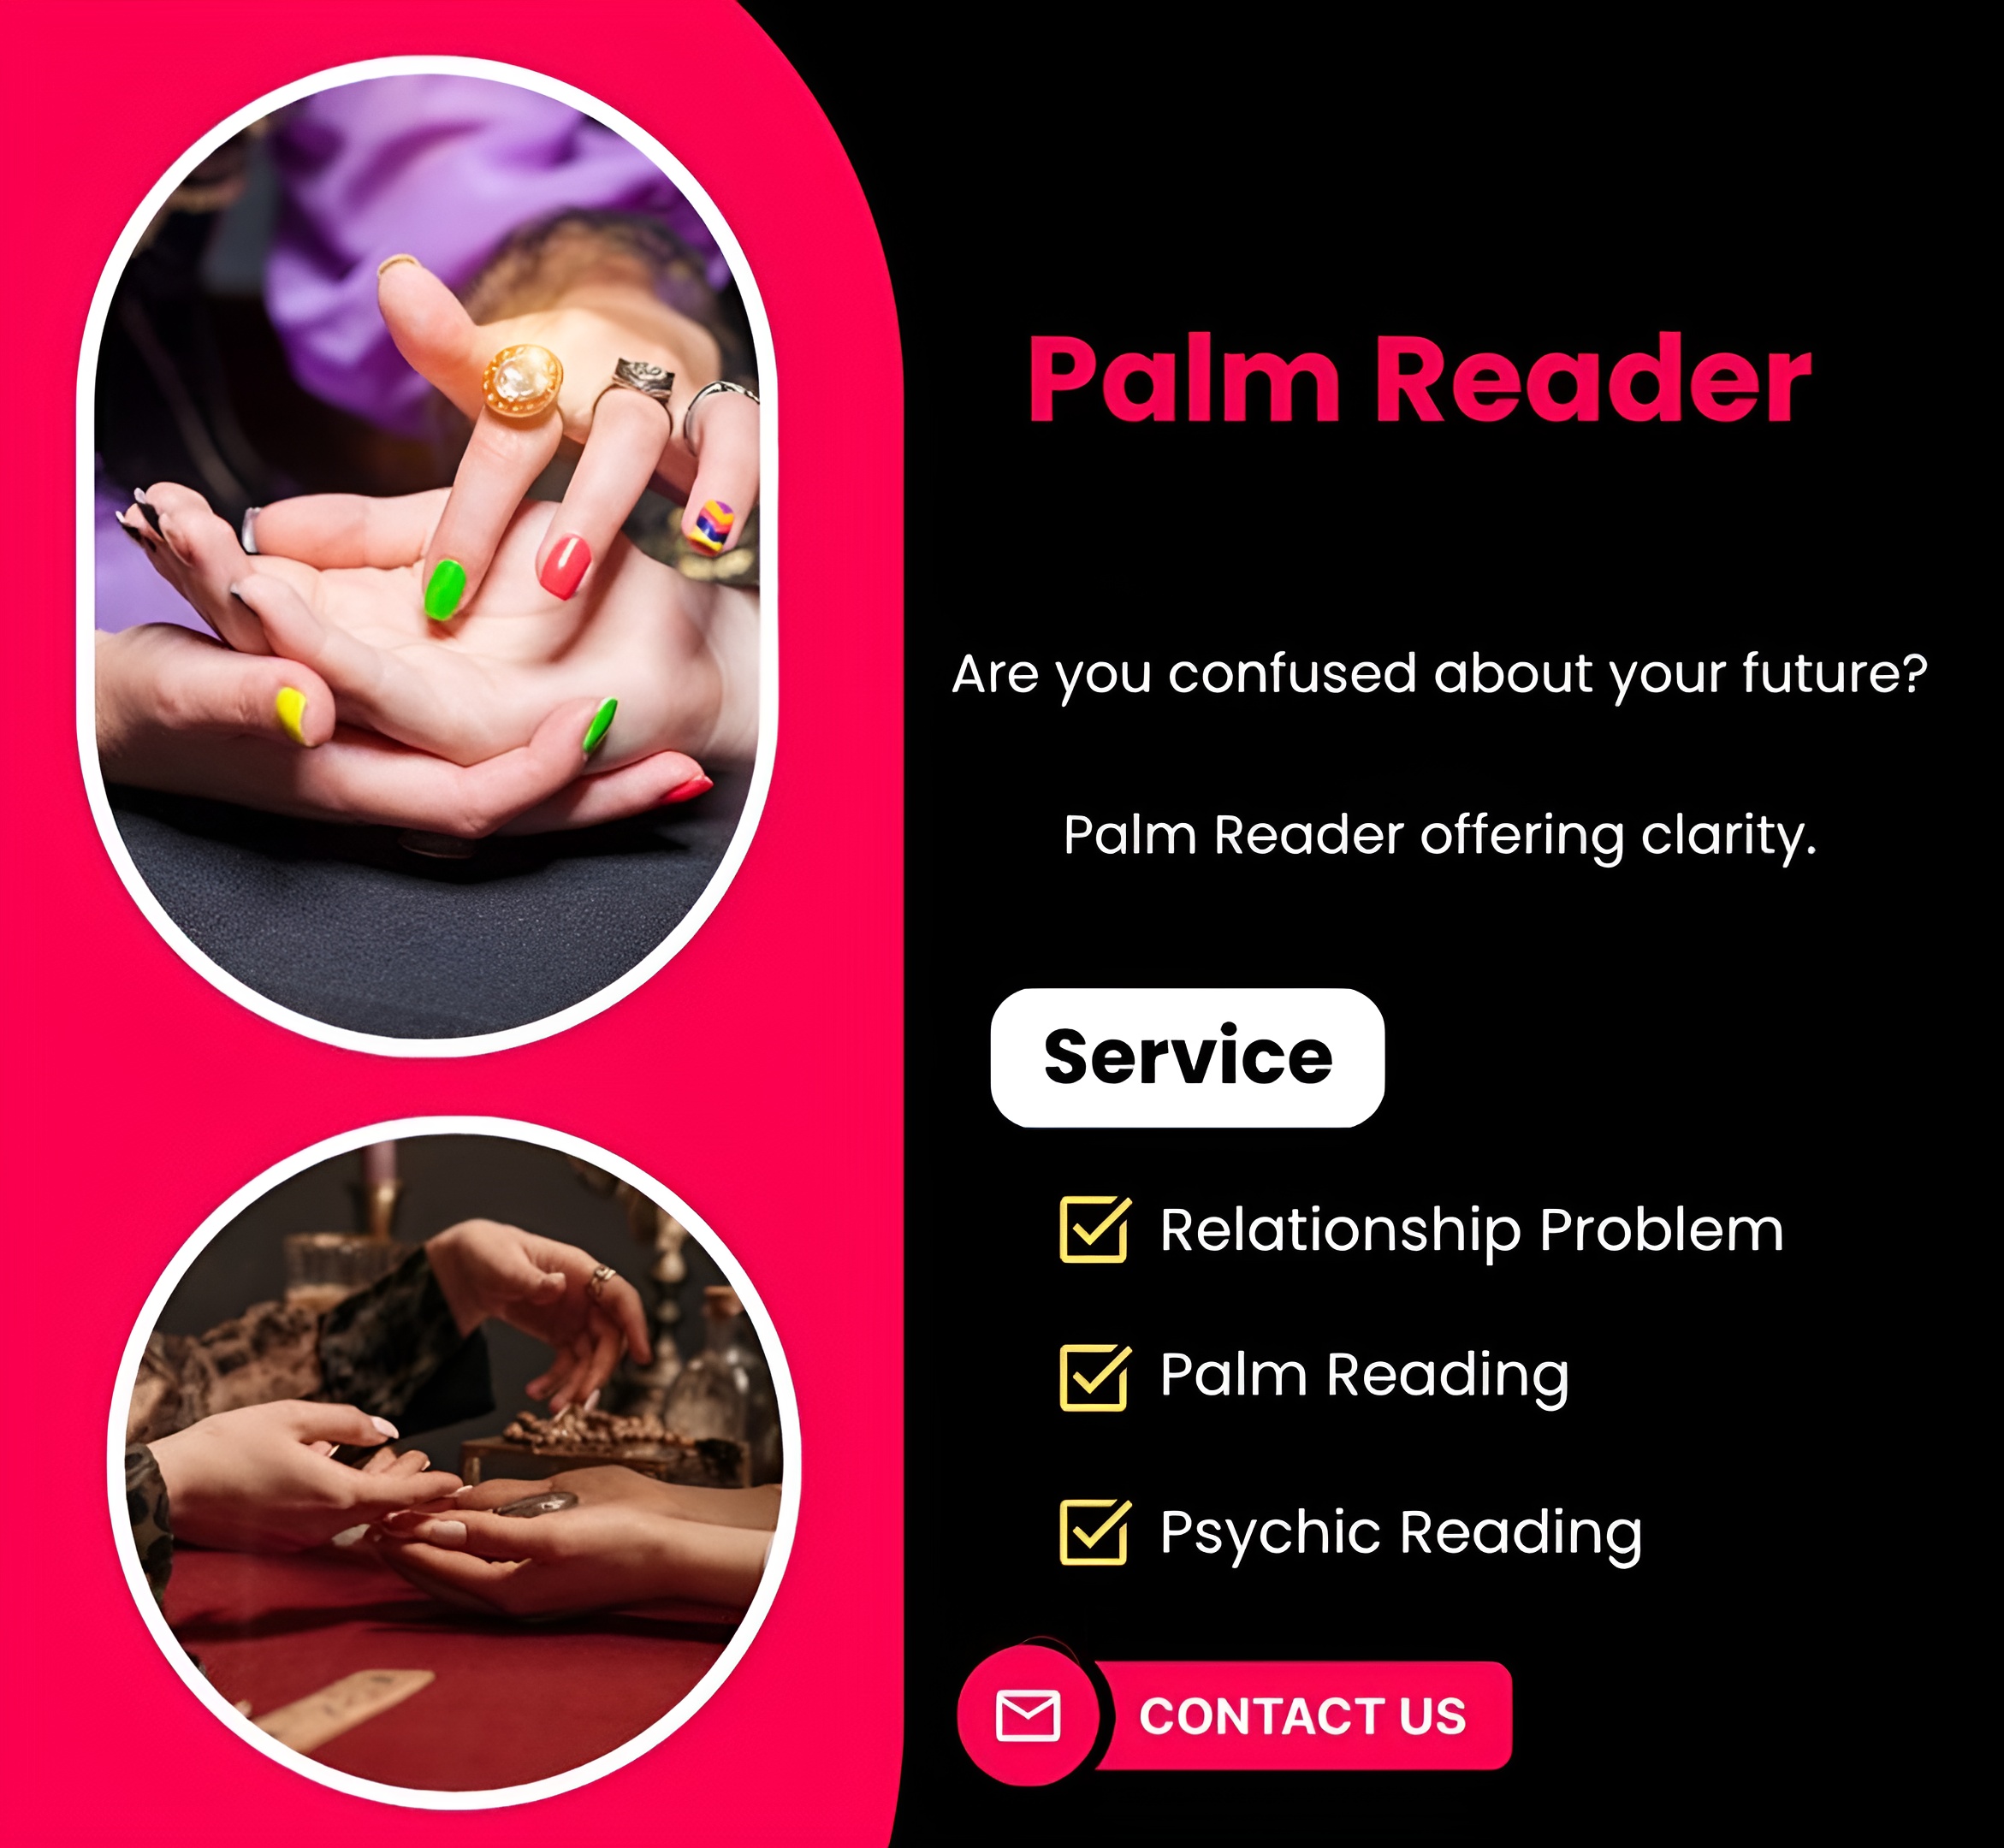 Palm Reader
Are you confused about your future?
Palm Reader offering clarity.
Service
Relationship Problem
Palm Reading
Psychic Reading
CONTACT US